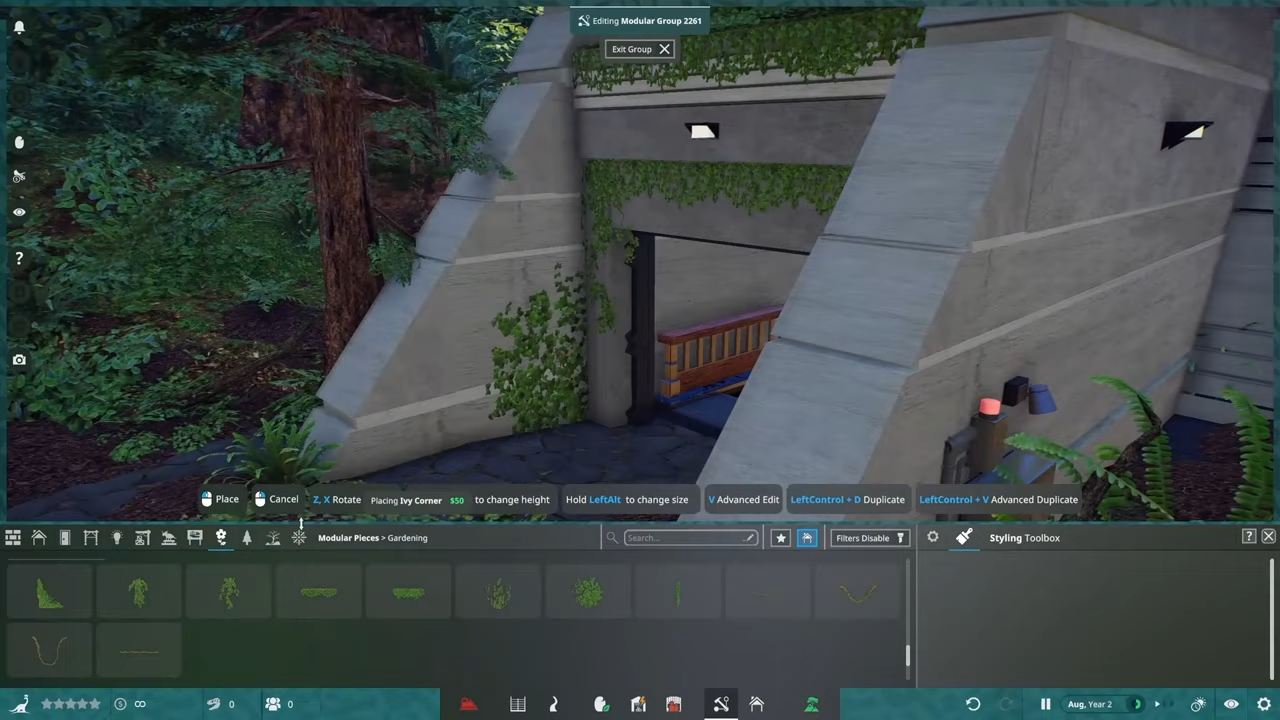 Editing Modular Group 2261
Exit Group
Place
Cancel
Z, X Rotate
Placing Ivy Corner $50
to change height
Hold LeftAlt to change size
V Advanced Edit
LeftControl + D Duplicate
LeftControl + V Advanced Duplicate
Modular Pieces > Gardening
Search...
Filters Disable
Styling Toolbox
?
?
0
0
Aug, Year 2